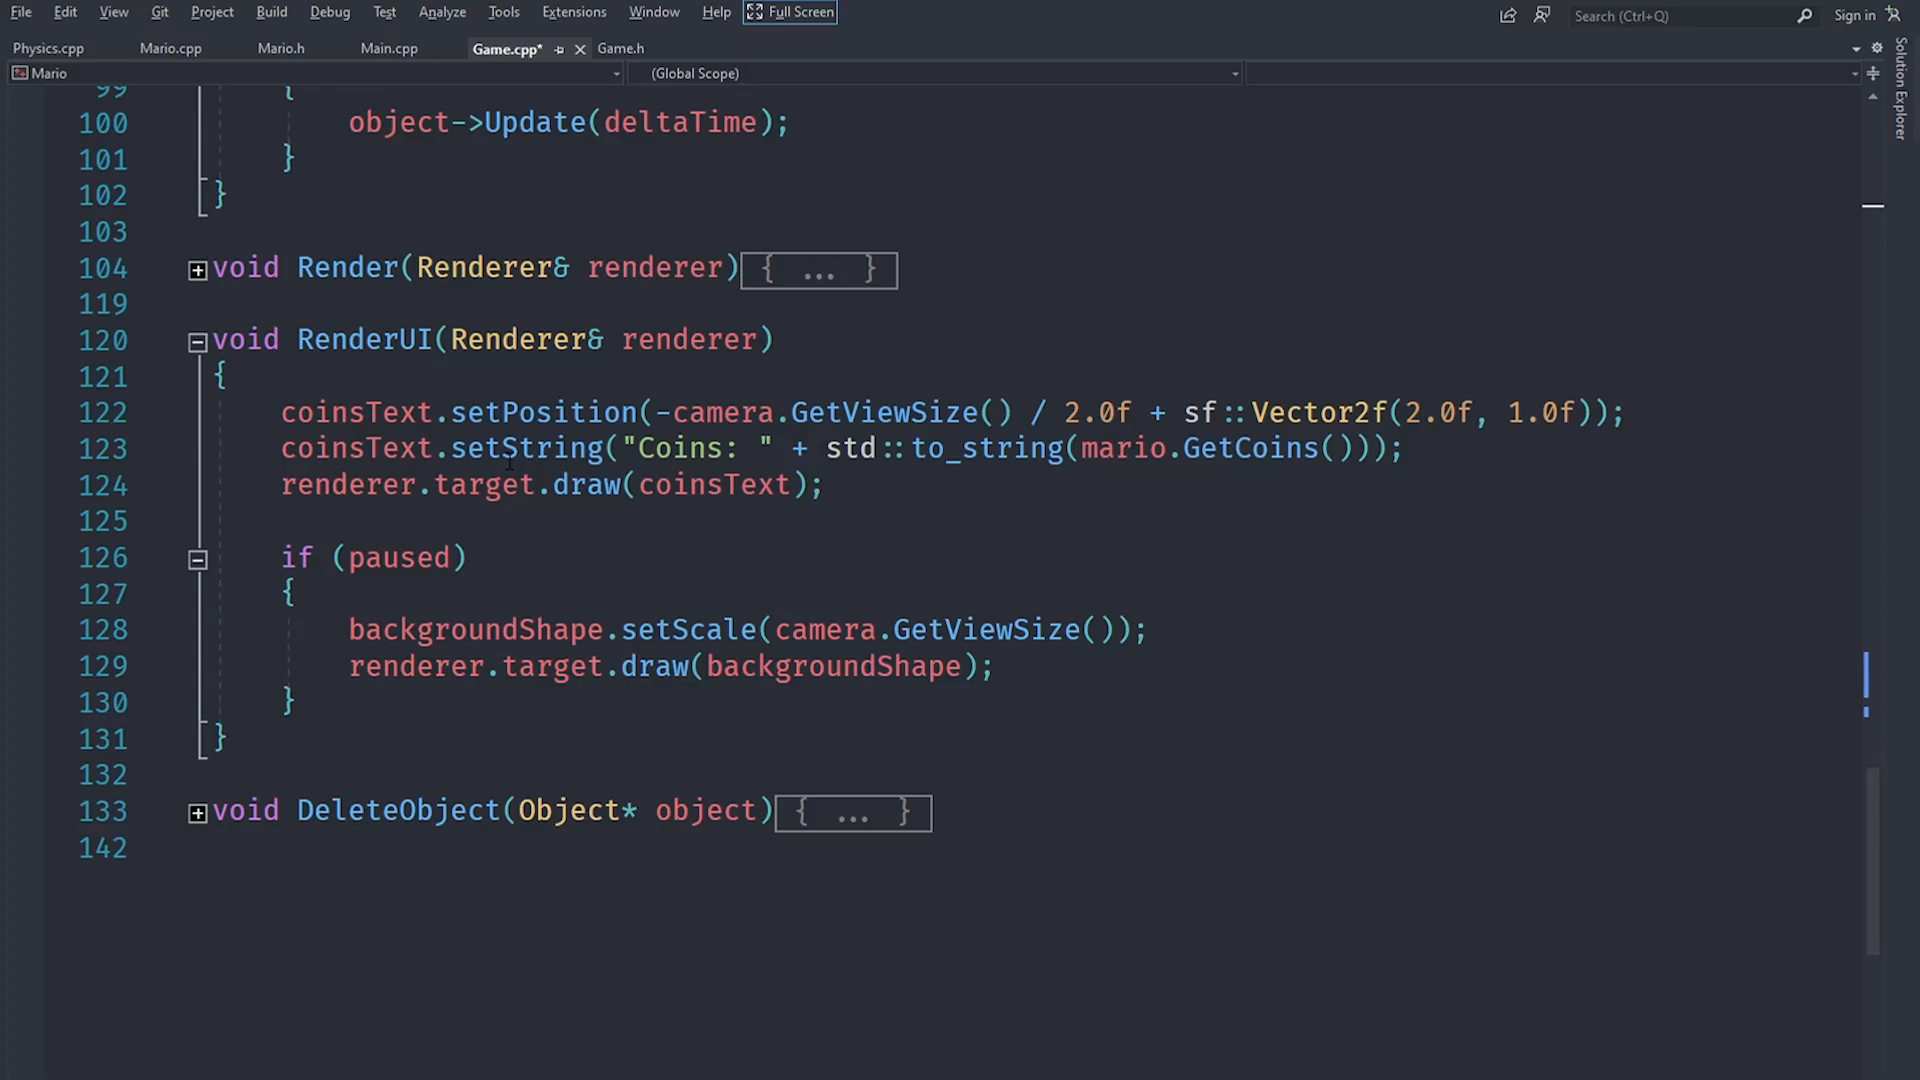 File Edit View Git Project Build Debug Test Analyze Tools Extensions Window Help Full Screen Search (Ctrl+Q) Sign in
Physics.cpp Mario.cpp Mario.h Main.cpp Game.cpp* Game.h
Mario (Global Scope)
Solution Explorer
99 {
100 object->Update(deltaTime);
101 }
102 }
103
104 void Render(Renderer& renderer){ ... }
119
120 void RenderUI(Renderer& renderer)
121 {
122 coinsText.setPosition(-camera.GetViewSize() / 2.0f + sf::Vector2f(2.0f, 1.0f));
123 coinsText.setString("Coins: " + std::to_string(mario.GetCoins()));
124 renderer.target.draw(coinsText);
125
126 if (paused)
127 {
128 backgroundShape.setScale(camera.GetViewSize());
129 renderer.target.draw(backgroundShape);
130 }
131 }
132
133 void DeleteObject(Object* object){ ... }
142